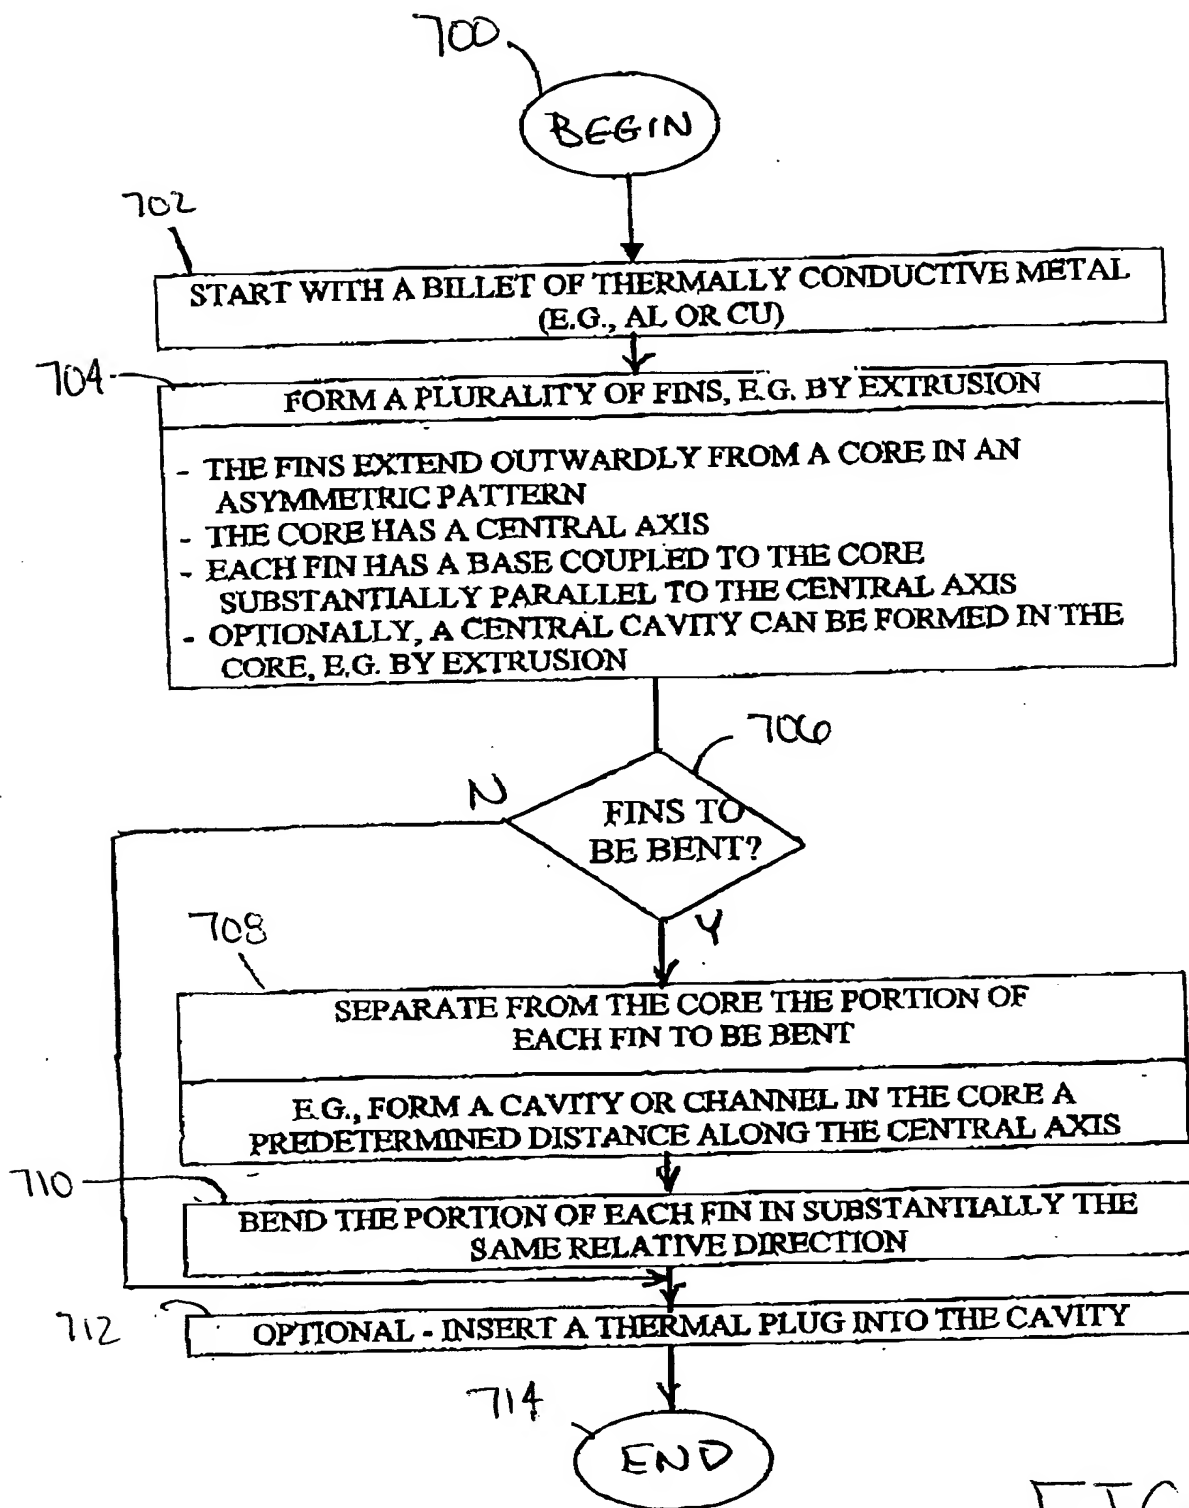 700
BEGIN
702
START WITH A BILLET OF THERMALLY CONDUCTIVE METAL
(E.G., AL OR CU)
704
FORM A PLURALITY OF FINS, E.G. BY EXTRUSION
- THE FINS EXTEND OUTWARDLY FROM A CORE IN AN
ASYMMETRIC PATTERN
- THE CORE HAS A CENTRAL AXIS
- EACH FIN HAS A BASE COUPLED TO THE CORE
SUBSTANTIALLY PARALLEL TO THE CENTRAL AXIS
- OPTIONALLY, A CENTRAL CAVITY CAN BE FORMED IN THE
CORE, E.G. BY EXTRUSION
706
N
FINS TO
BE BENT?
Y
708
SEPARATE FROM THE CORE THE PORTION OF
EACH FIN TO BE BENT
E.G., FORM A CAVITY OR CHANNEL IN THE CORE A
PREDETERMINED DISTANCE ALONG THE CENTRAL AXIS
710
BEND THE PORTION OF EACH FIN IN SUBSTANTIALLY THE
SAME RELATIVE DIRECTION
712
OPTIONAL - INSERT A THERMAL PLUG INTO THE CAVITY
714
END